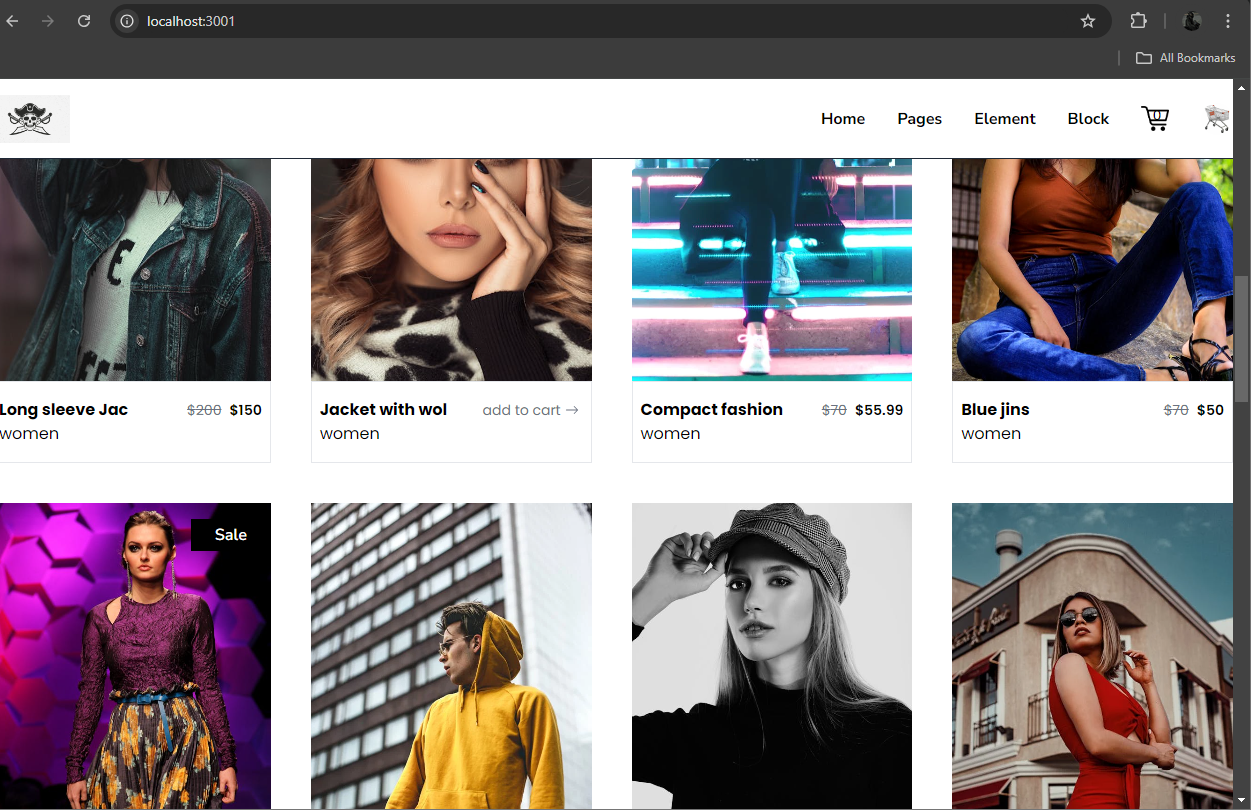 localhost:3001
All Bookmarks
Home Pages Element Block 0
Long sleeve Jac $200 $150
women
Jacket with wol add to cart →
women
Compact fashion $70 $55.99
women
Blue jins $70 $50
women
Sale